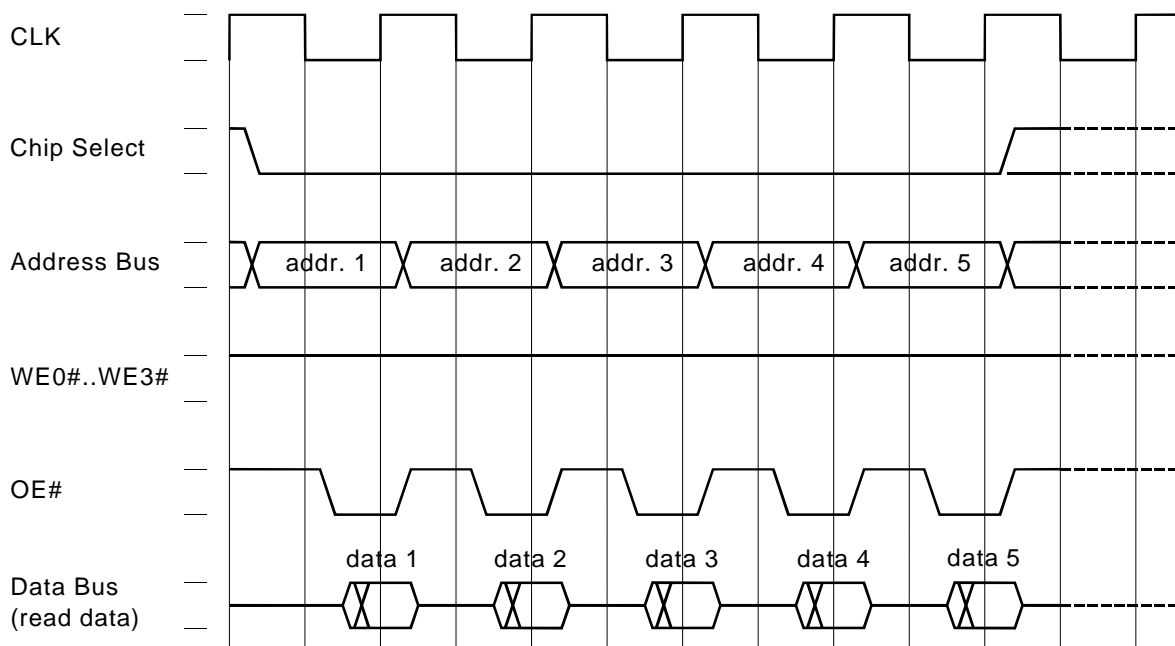 CLK
Chip Select
Address Bus
addr. 1
addr. 2
addr. 3
addr. 4
addr. 5
WE0#..WE3#
OE#
data 1
data 2
data 3
data 4
data 5
Data Bus
(read data)